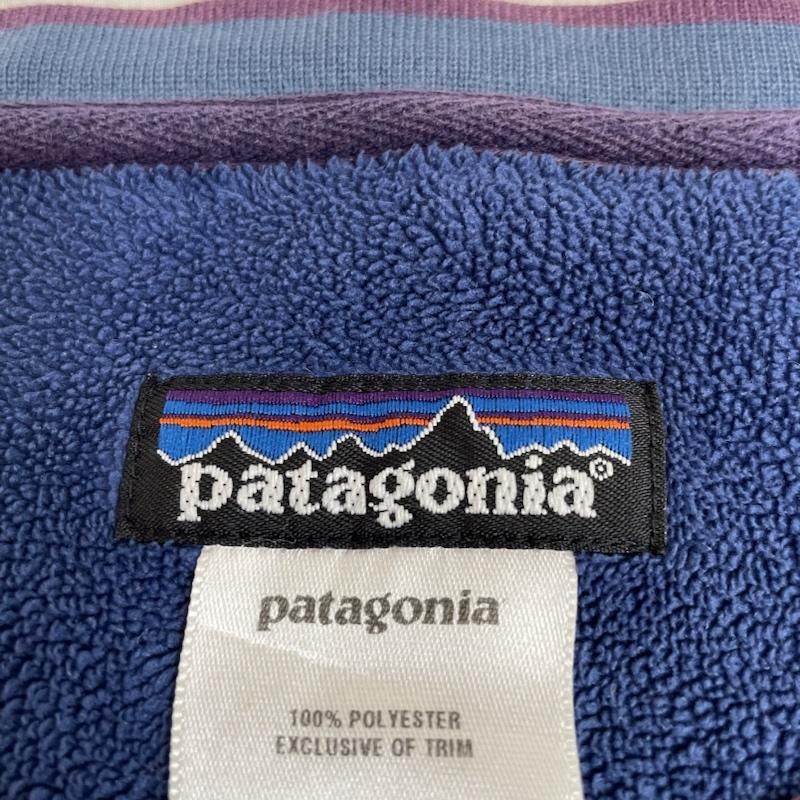 patagonia®
patagonia
100% POLYESTER
EXCLUSIVE OF TRIM